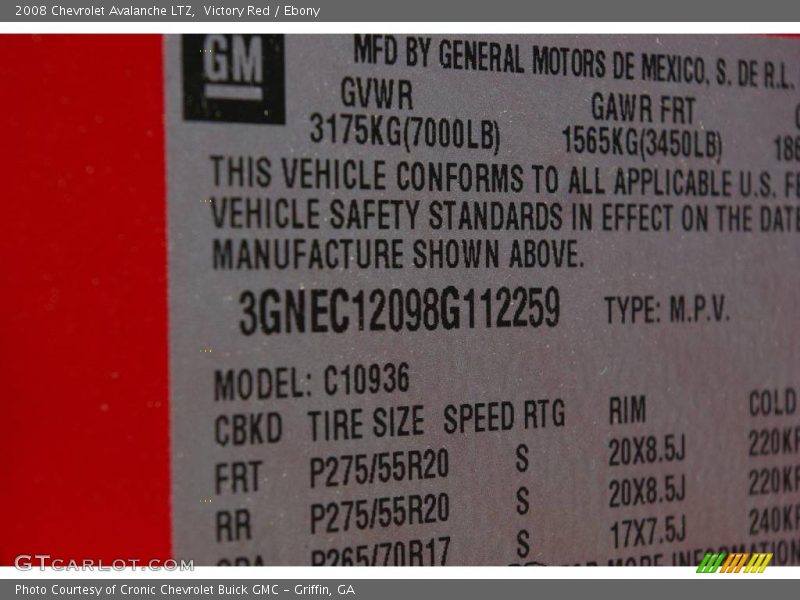 2008 Chevrolet Avalanche LTZ, Victory Red / Ebony
GM
MFD BY GENERAL MOTORS DE MEXICO, S. DE R.L.
GVWR GAWR FRT
3175KG(7000LB) 1565KG(3450LB) 186
THIS VEHICLE CONFORMS TO ALL APPLICABLE U.S. FE
VEHICLE SAFETY STANDARDS IN EFFECT ON THE DATE
MANUFACTURE SHOWN ABOVE.
3GNEC12098G112259 TYPE: M.P.V.
MODEL: C10936
CBKD TIRE SIZE SPEED RTG RIM COLD
FRT P275/55R20 S 20X8.5J 220KP
RR P275/55R20 S 20X8.5J 220KP
P265/70R17 S 17X7.5J 240KP
MORE INFORMATION
GTCARLOT.COM
Photo Courtesy of Cronic Chevrolet Buick GMC - Griffin, GA